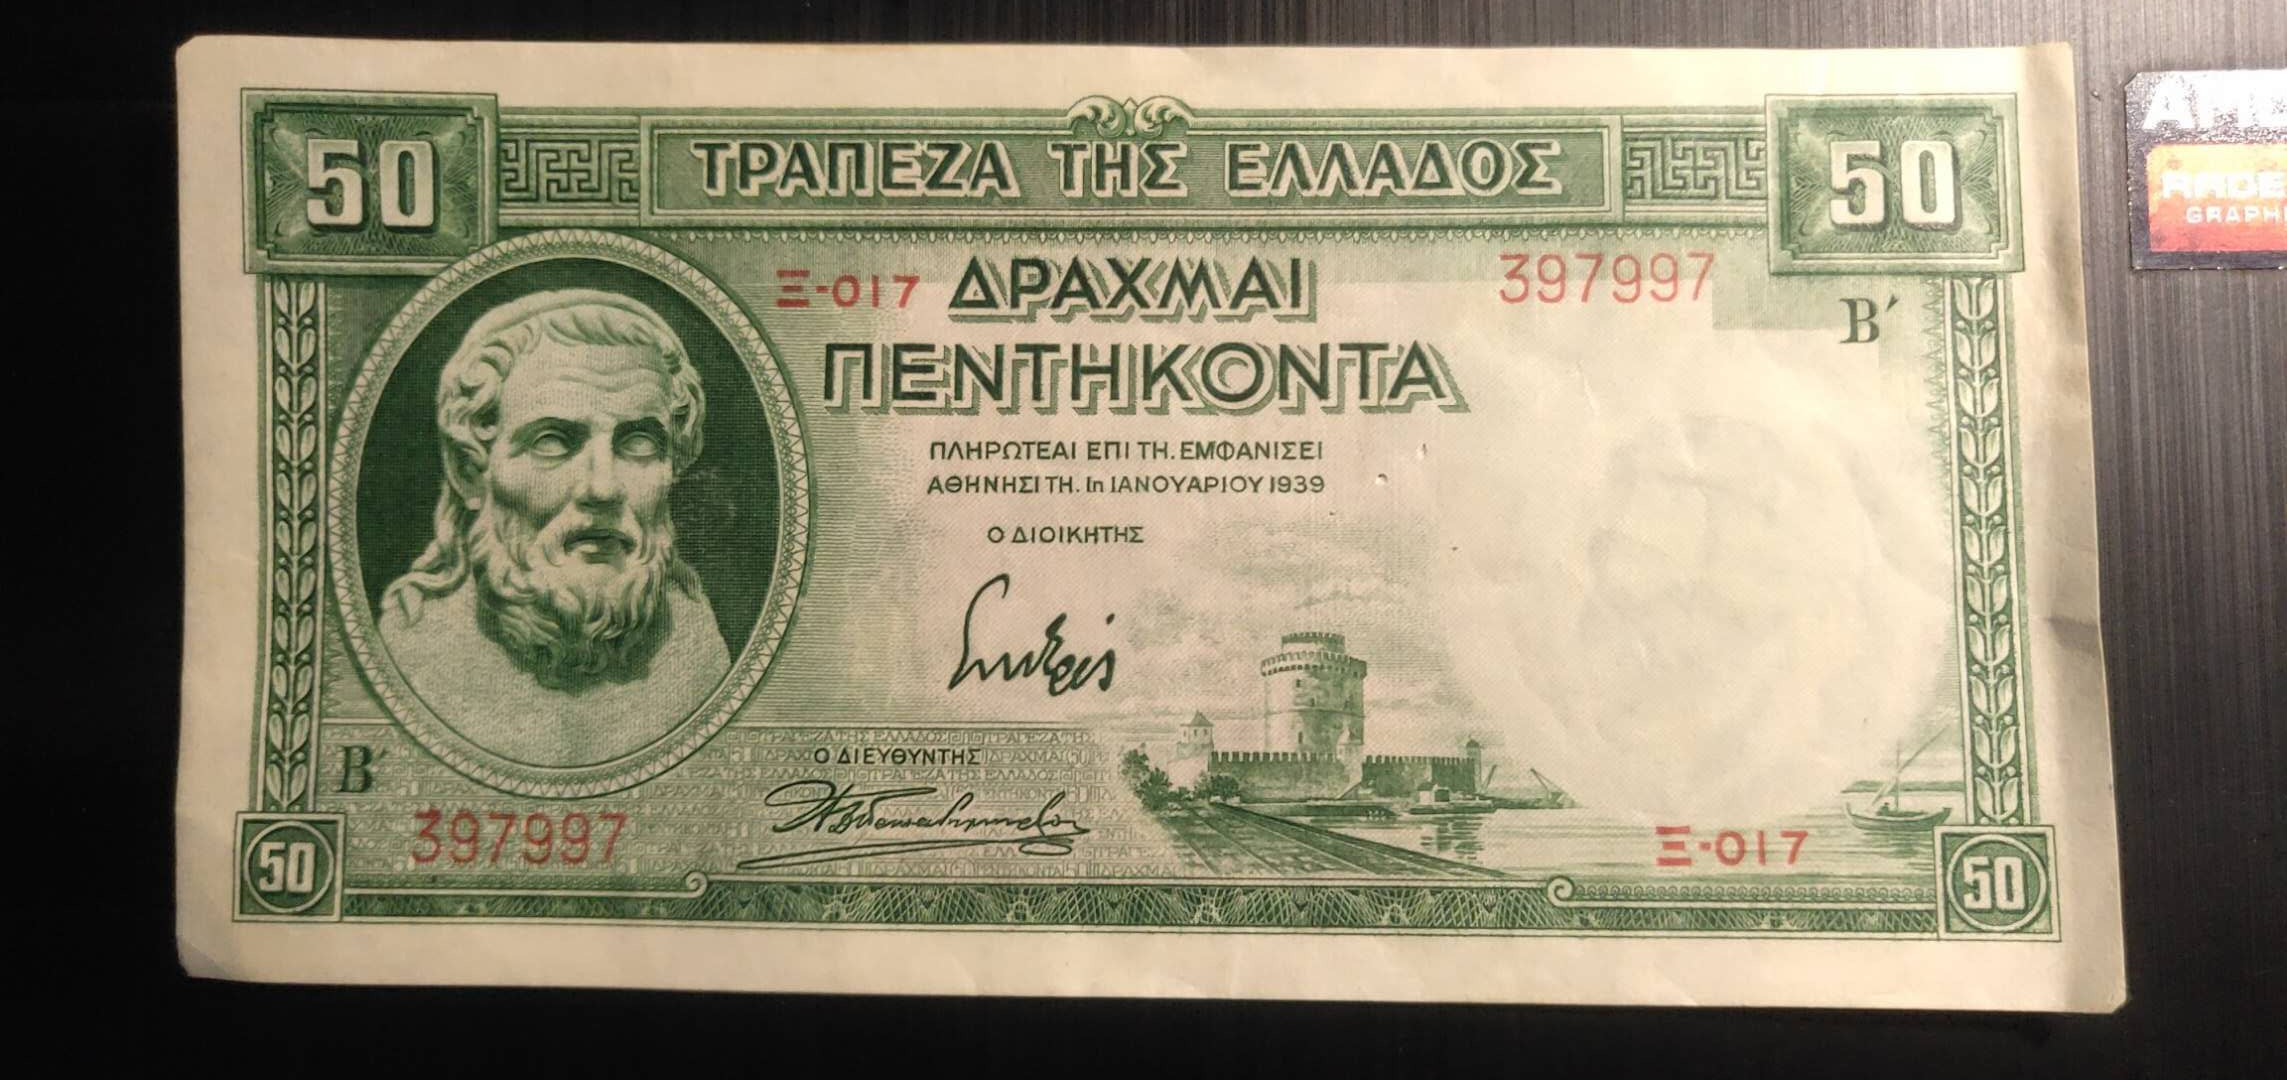 50 ΤΡΑΠΕΖΑ ΤΗΣ ΕΛΛΑΔΟΣ 50
Ξ-017 ΔΡΑΧΜΑΙ 397997
Β΄
ΠΕΝΤΗΚΟΝΤΑ
ΠΛΗΡΩΤΕΑΙ ΕΠΙ ΤΗ. ΕΜΦΑΝΙΣΕΙ
ΑΘΗΝΗΣΙ ΤΗ. 1η ΙΑΝΟΥΑΡΙΟΥ 1939
Ο ΔΙΟΙΚΗΤΗΣ
Ο ΔΙΕΥΘΥΝΤΗΣ
Β΄
397997 Ξ-017
50 50
GRAPH